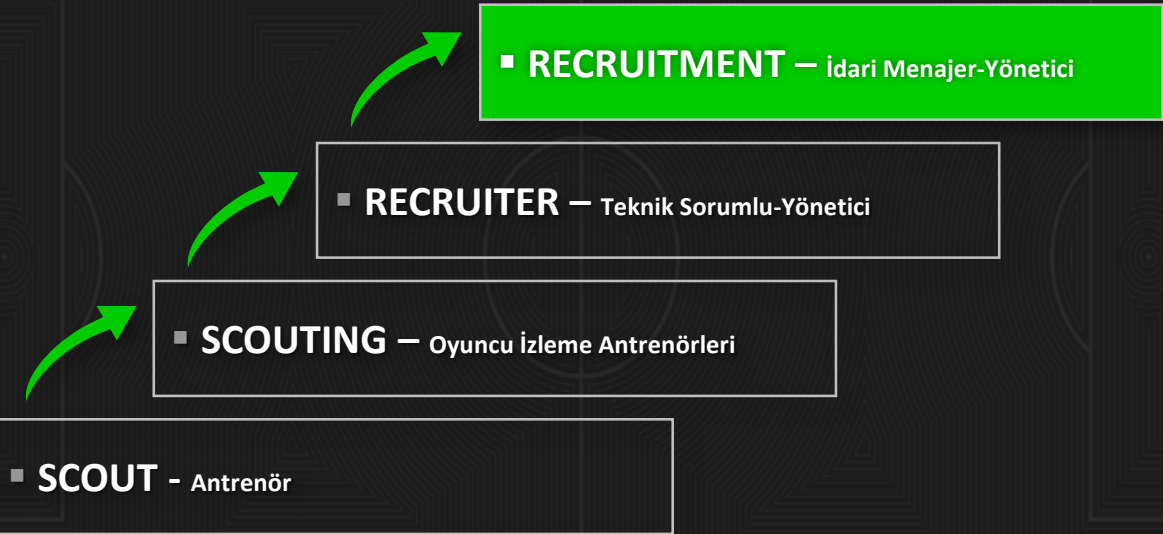 ▪ RECRUITMENT – İdari Menajer-Yönetici
▪ RECRUITER – Teknik Sorumlu-Yönetici
▪ SCOUTING – Oyuncu İzleme Antrenörleri
▪ SCOUT - Antrenör